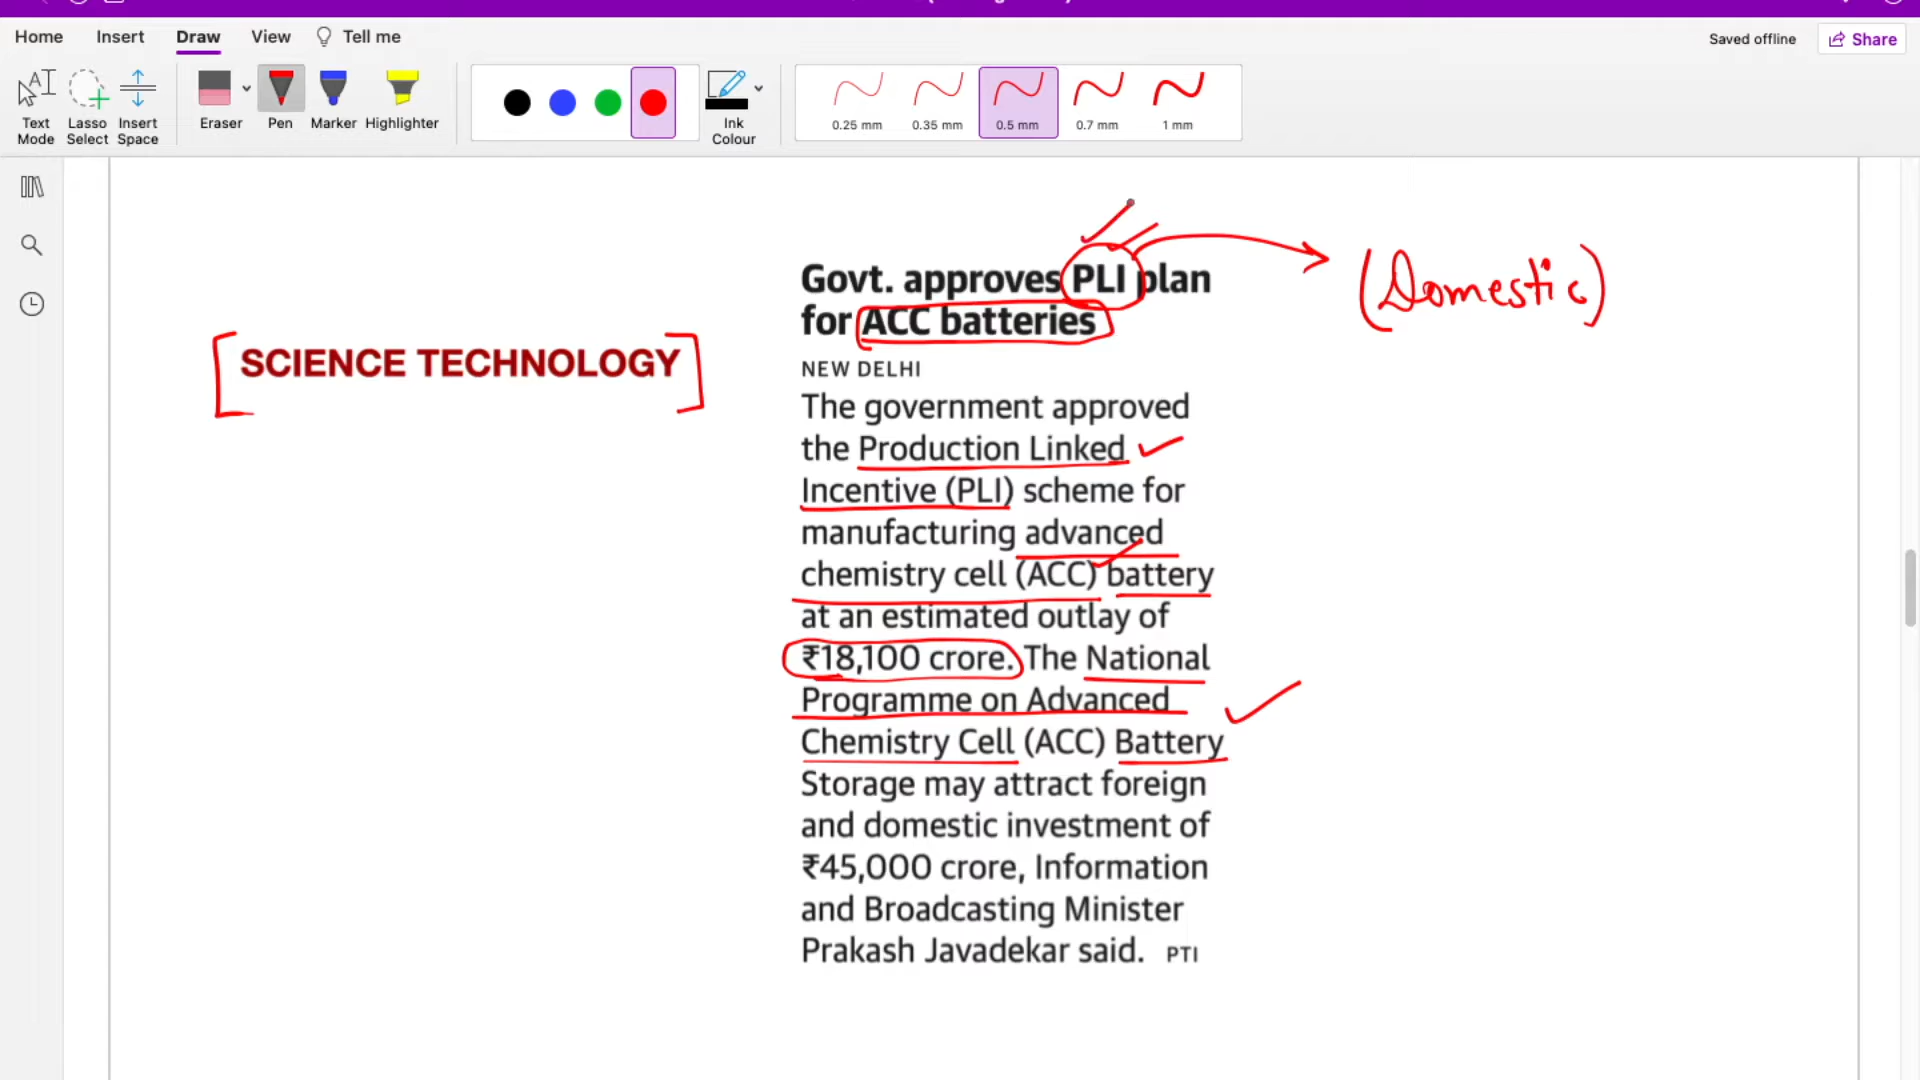 Home Insert Draw View Tell me
Saved offline Share
Text Mode
Lasso Select
Insert Space
Eraser
Pen
Marker
Highlighter
Ink Colour
0.25 mm
0.35 mm
0.5 mm
0.7 mm
1 mm
SCIENCE TECHNOLOGY
Govt. approves PLI plan
for ACC batteries
(Domestic)
NEW DELHI
The government approved
the Production Linked
Incentive (PLI) scheme for
manufacturing advanced
chemistry cell (ACC) battery
at an estimated outlay of
₹18,100 crore. The National
Programme on Advanced
Chemistry Cell (ACC) Battery
Storage may attract foreign
and domestic investment of
₹45,000 crore, Information
and Broadcasting Minister
Prakash Javadekar said. PTI